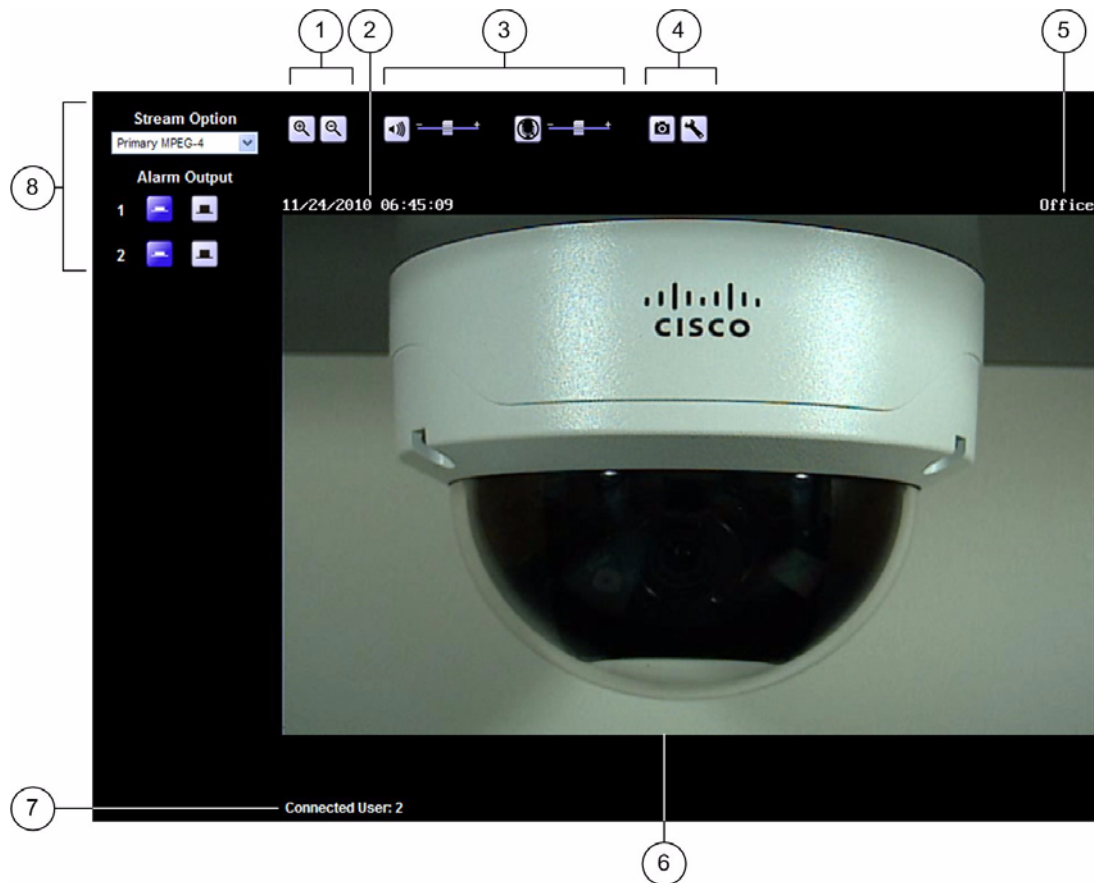 1
2
3
4
5
Stream Option
Primary MPEG-4
Alarm Output
1
2
- +
- +
11/24/2010 06:45:09
Office
CISCO
8
7
Connected User: 2
6